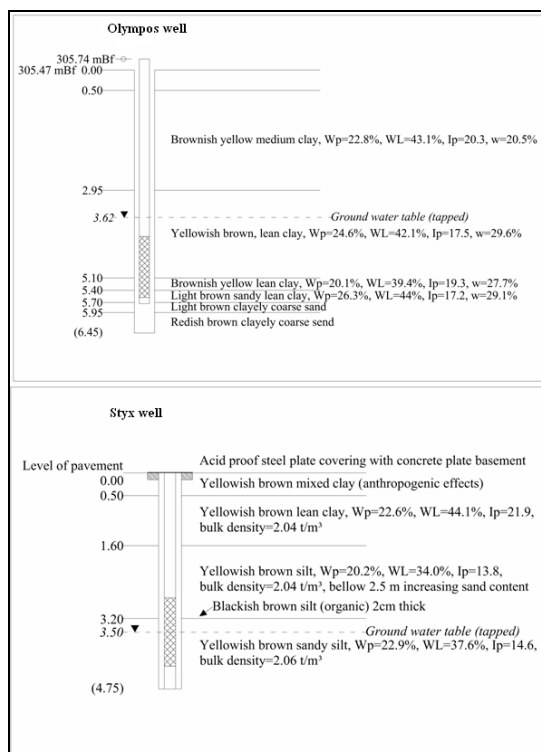 Olympos well
305.74 mBf
305.47 mBf 0.00
0.50
Brownish yellow medium clay, Wp=22.8%, WL=43.1%, Ip=20.3, w=20.5%
2.95
3.62
Ground water table (tapped)
Yellowish brown, lean clay, Wp=24.6%, WL=42.1%, Ip=17.5, w=29.6%
5.10
Brownish yellow lean clay, Wp=20.1%, WL=39.4%, Ip=19.3, w=27.7%
5.40
Light brown sandy lean clay, Wp=26.3%, WL=44%, Ip=17.2, w=29.1%
5.70
Light brown clayely coarse sand
5.95
Redish brown clayely coarse send
(6.45)
Styx well
Level of pavement
Acid proof steel plate covering with concrete plate basement
0.00
Yellowish brown mixed clay (anthropogenic effects)
0.50
Yellowish brown lean clay, Wp=22.6%, WL=44.1%, Ip=21.9,
bulk density=2.04 t/m³
1.60
Yellowish brown silt, Wp=20.2%, WL=34.0%, Ip=13.8,
bulk density=2.04 t/m³, bellow 2.5 m increasing sand content
Blackish brown silt (organic) 2cm thick
3.20
3.50
Ground water table (tapped)
Yellowish brown sandy silt, Wp=22.9%, WL=37.6%, Ip=14.6,
bulk density=2.06 t/m³
(4.75)